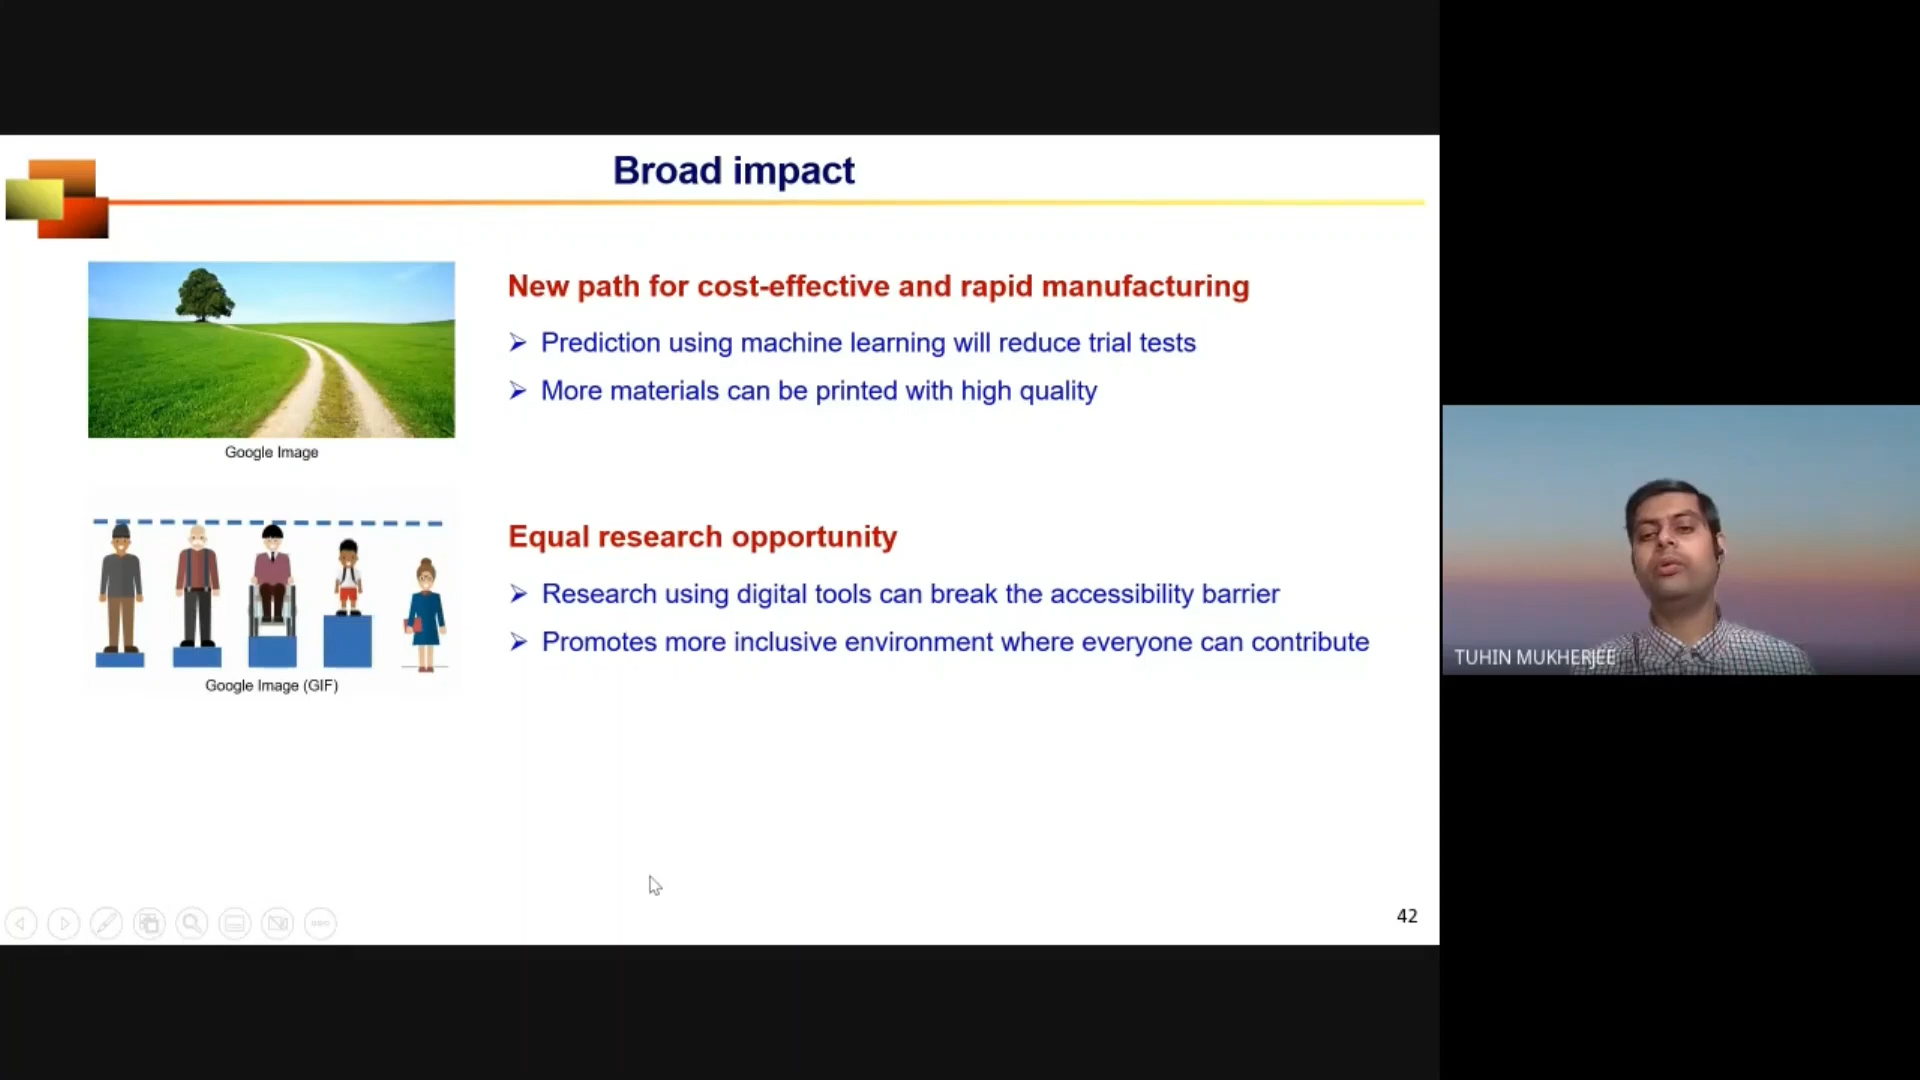 Broad impact
New path for cost-effective and rapid manufacturing
➢ Prediction using machine learning will reduce trial tests
➢ More materials can be printed with high quality
Google Image
Equal research opportunity
➢ Research using digital tools can break the accessibility barrier
➢ Promotes more inclusive environment where everyone can contribute
Google Image (GIF)
TUHIN MUKHERJEE
42